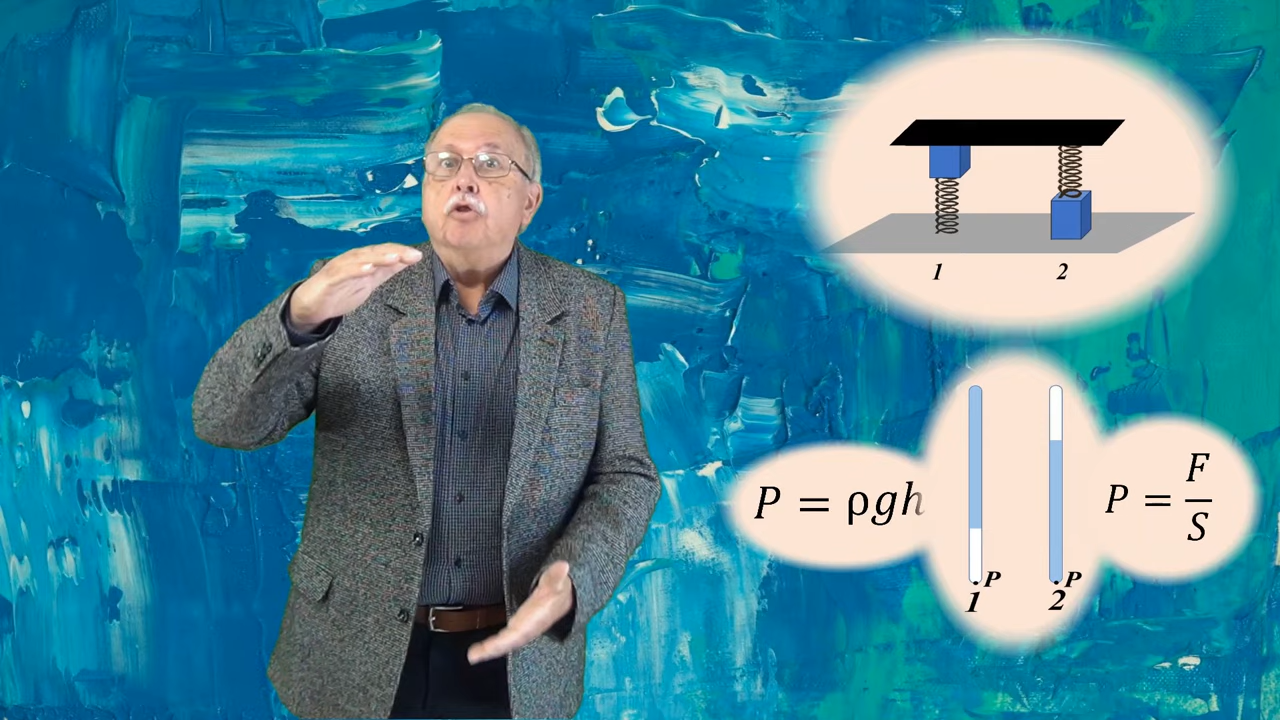 1 2
P = ρgh
P P
1 2
P = F/S